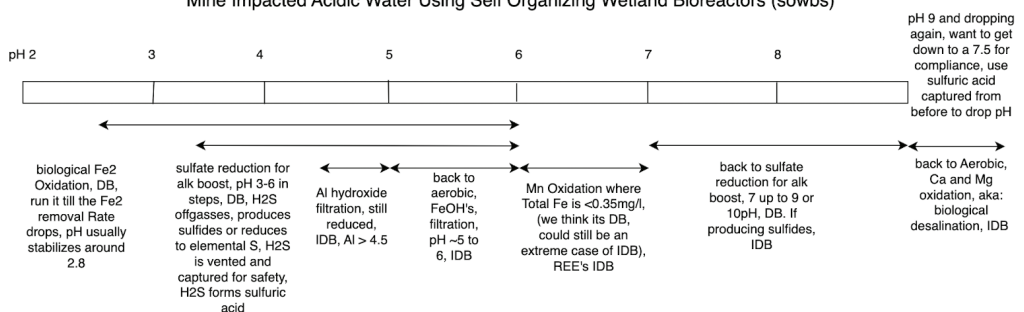 Mine Impacted Acidic Water Using Self Organizing Wetland Bioreactors (sowbs)
pH 2
3
4
5
6
7
8
pH 9 and dropping
again, want to get
down to a 7.5 for
compliance, use
sulfuric acid
captured from
before to drop pH
biological Fe2
Oxidation, DB,
run it till the Fe2
removal Rate
drops, pH usually
stabilizes around
2.8
sulfate reduction for
alk boost, pH 3-6 in
steps, DB, H2S
offgasses, produces
sulfides or reduces
to elemental S, H2S
is vented and
captured for safety,
H2S forms sulfuric
acid
Al hydroxide
filtration, still
reduced,
IDB, Al > 4.5
back to
aerobic,
FeOH's,
filtration,
pH ~5 to
6, IDB
Mn Oxidation where
Total Fe is <0.35mg/l,
(we think its DB,
could still be an
extreme case of IDB),
REE's IDB
back to sulfate
reduction for alk
boost, 7 up to 9 or
10pH, DB. If
producing sulfides,
IDB
back to Aerobic,
Ca and Mg
oxidation, aka:
biological
desalination, IDB